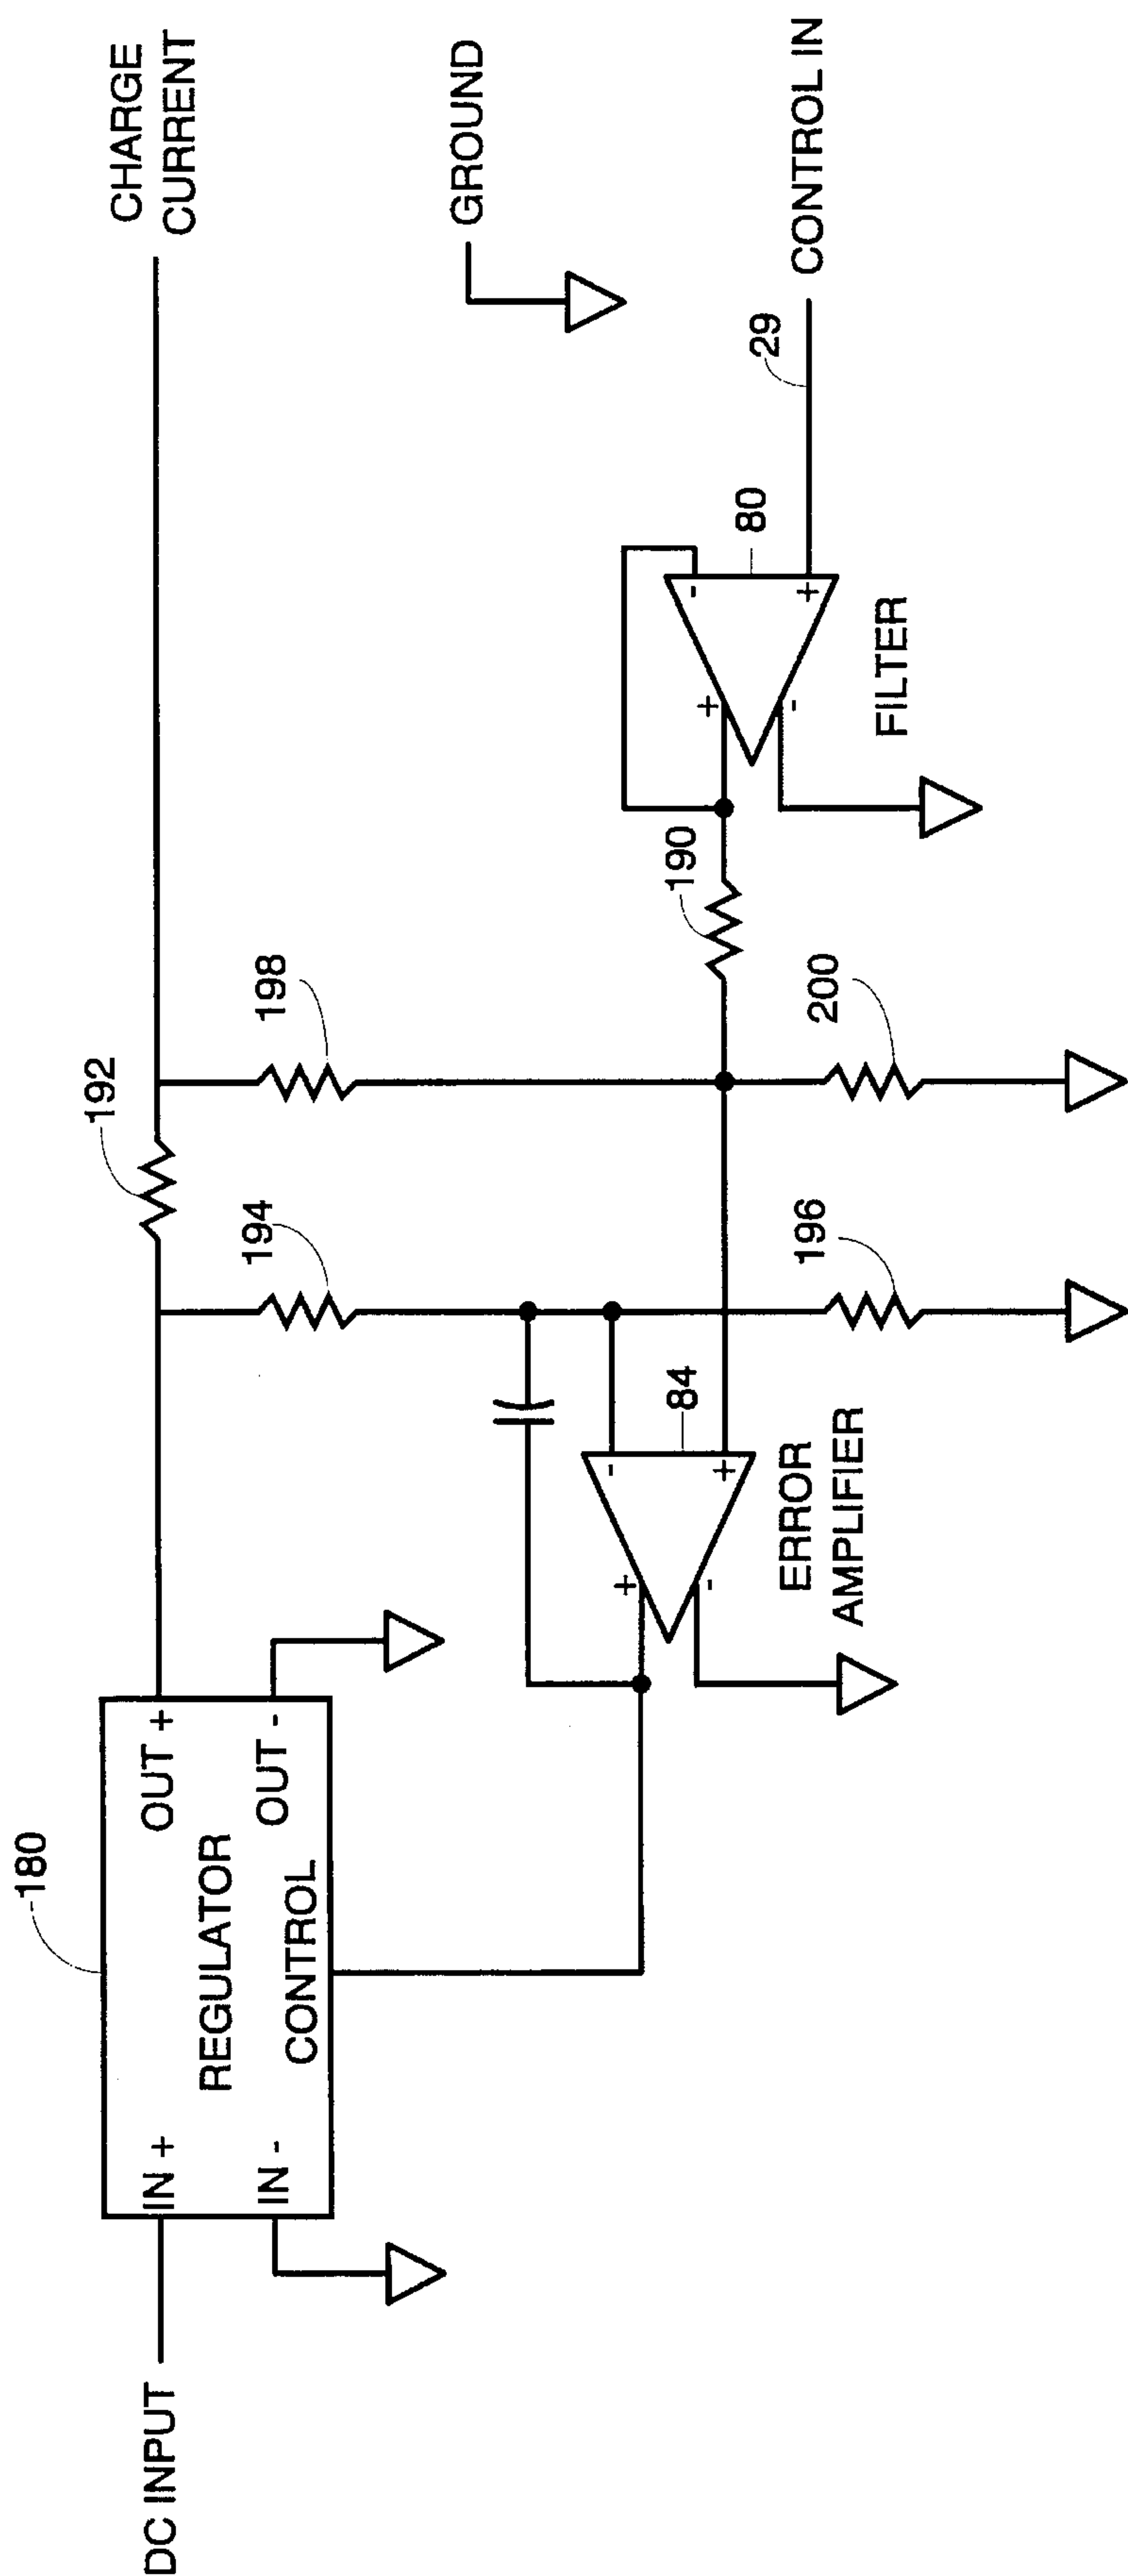 180
DC INPUT
IN +
IN -
REGULATOR
CONTROL
OUT +
OUT -
192
CHARGE
CURRENT
194
198
GROUND
84
-
+
+
-
ERROR
AMPLIFIER
196
200
190
80
-
+
+
-
FILTER
29
CONTROL IN